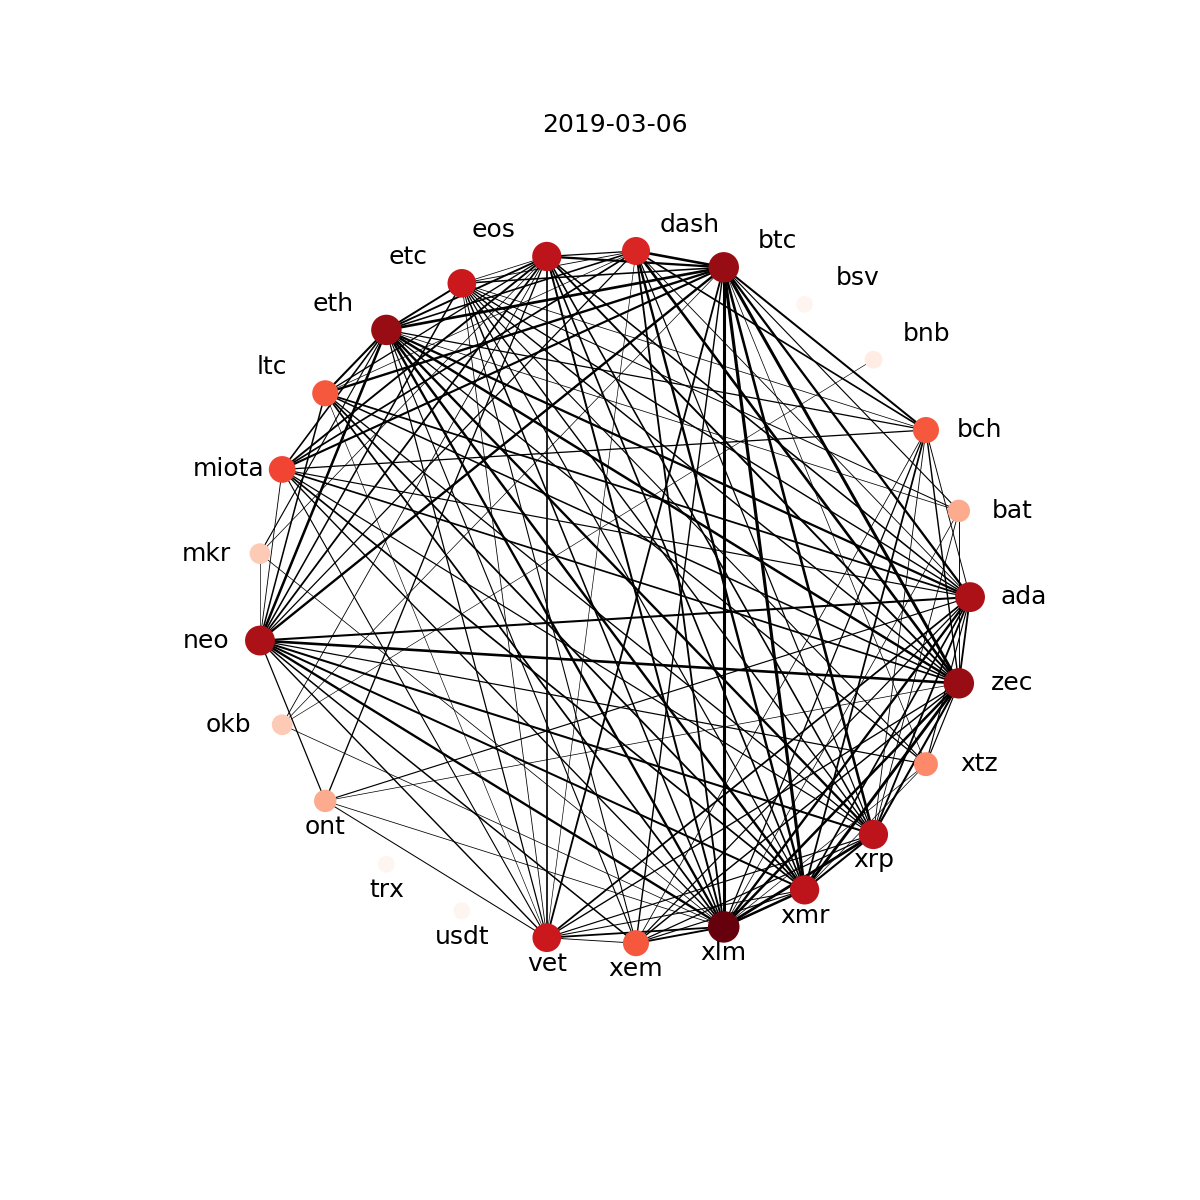 2019-03-06
dash
eos
btc
etc
bsv
eth
bnb
ltc
bch
miota
bat
mkr
ada
neo
zec
okb
xtz
ont
xrp
trx
xmr
usdt
xlm
vet
xem